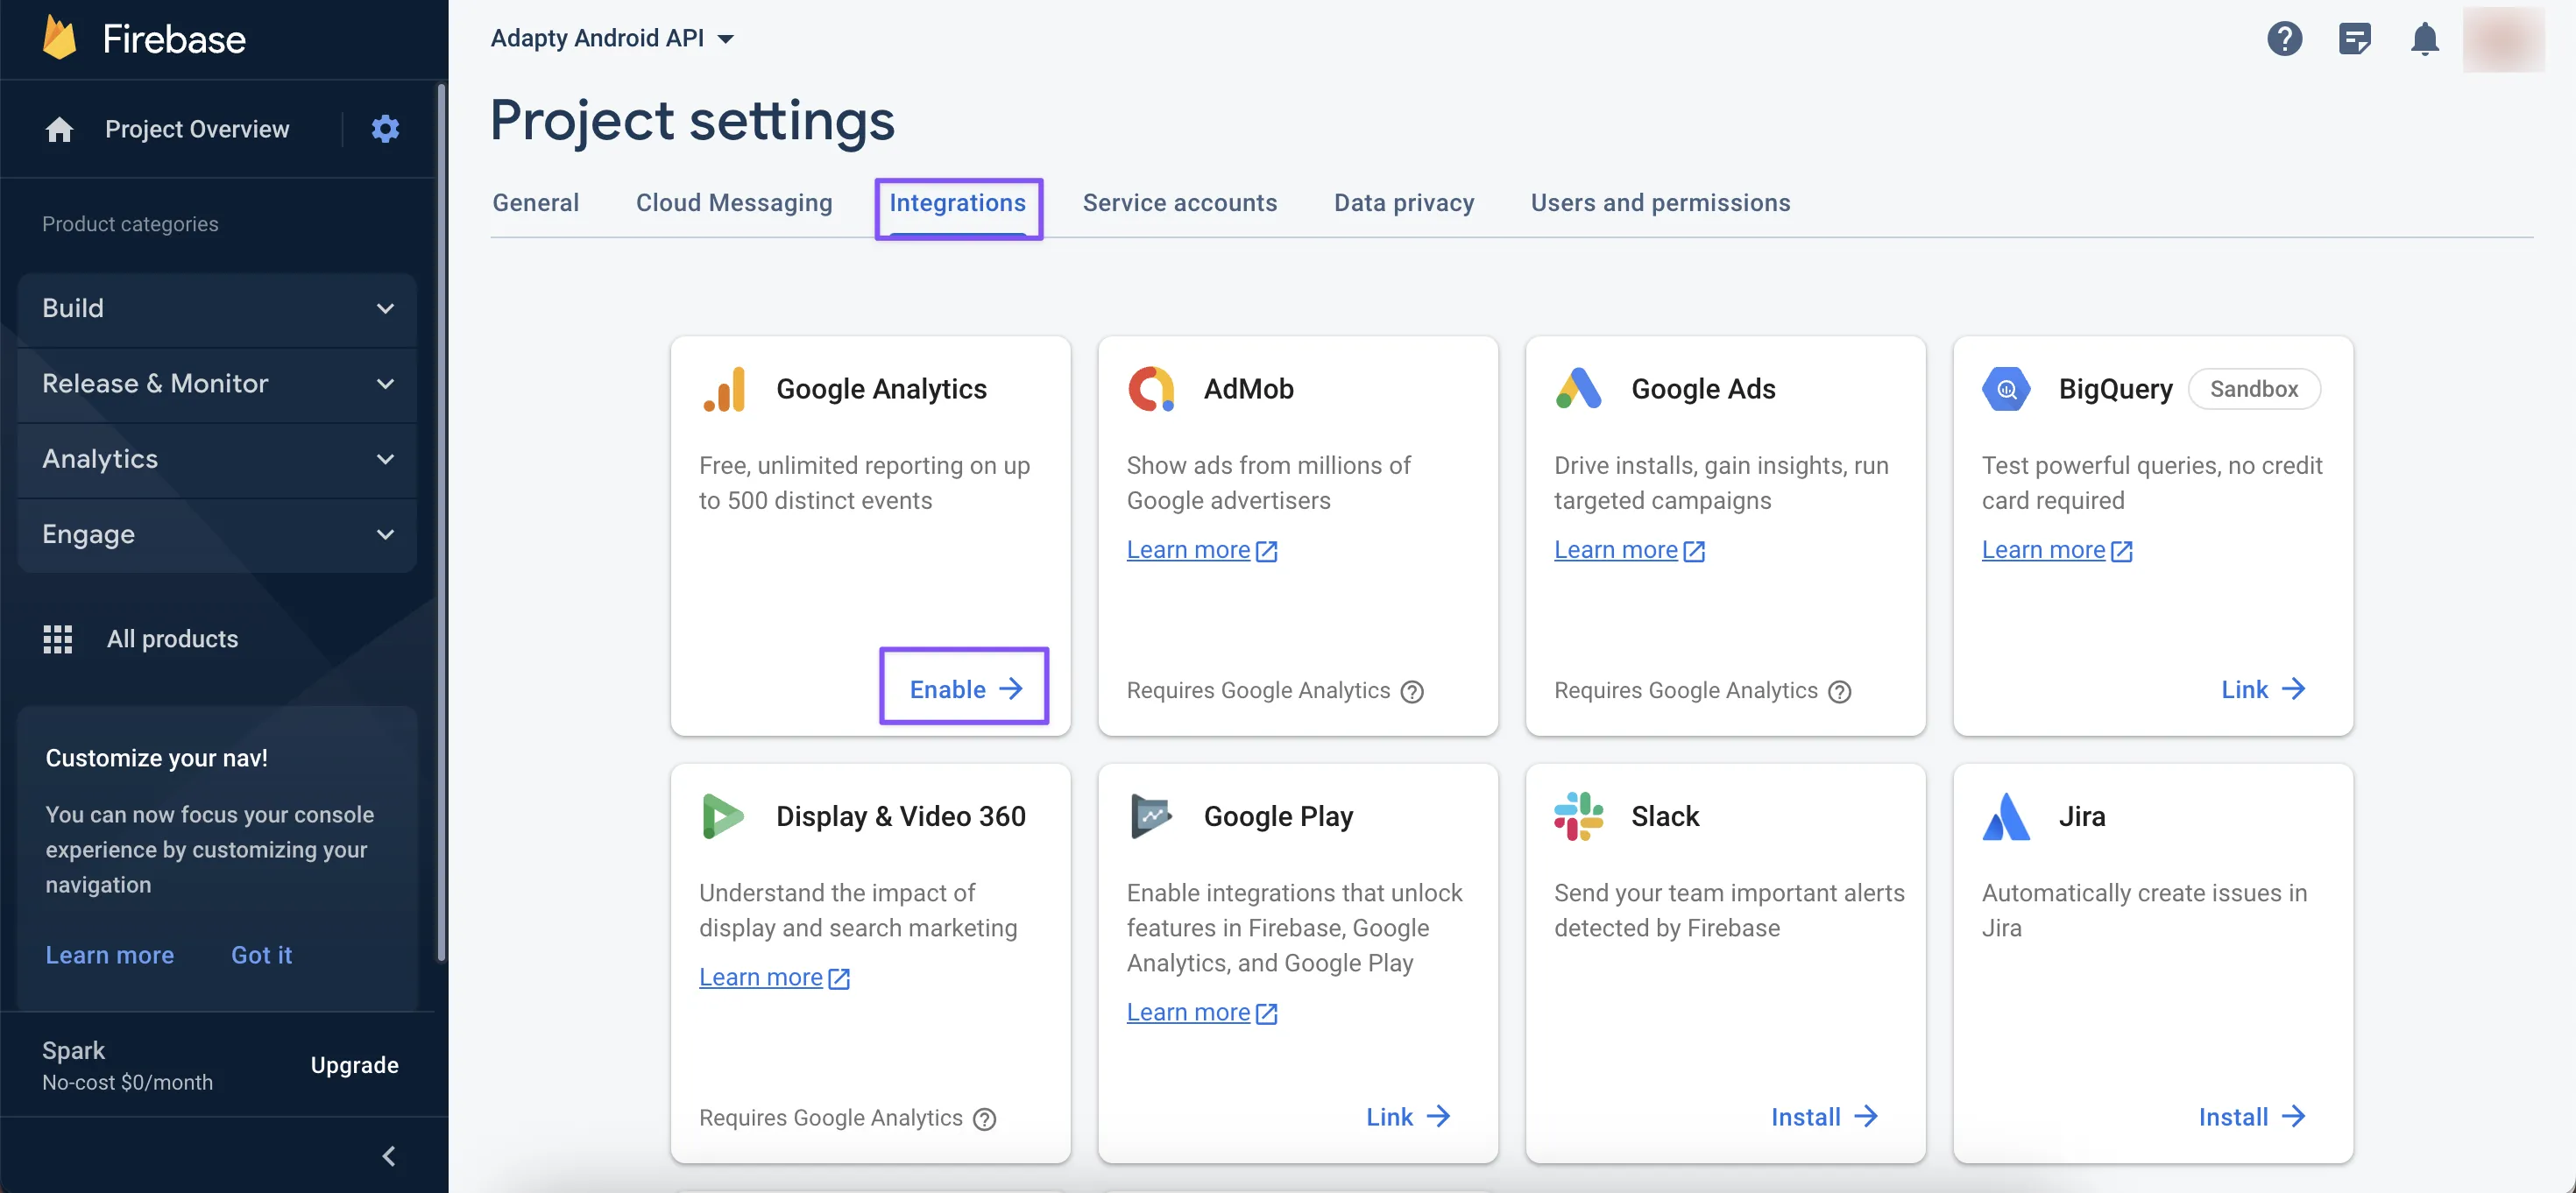 Firebase
Project Overview
Product categories
Build
Release & Monitor
Analytics
Engage
All products
Customize your nav!
You can now focus your console
experience by customizing your
navigation
Learn more
Got it
Spark
No-cost $0/month
Upgrade
Adapty Android API
Project settings
General
Cloud Messaging
Integrations
Service accounts
Data privacy
Users and permissions
Google Analytics
Free, unlimited reporting on up
to 500 distinct events
Enable
AdMob
Show ads from millions of
Google advertisers
Learn more
Requires Google Analytics
Google Ads
Drive installs, gain insights, run
targeted campaigns
Learn more
Requires Google Analytics
BigQuery
Sandbox
Test powerful queries, no credit
card required
Learn more
Link
Display & Video 360
Understand the impact of
display and search marketing
Learn more
Requires Google Analytics
Google Play
Enable integrations that unlock
features in Firebase, Google
Analytics, and Google Play
Learn more
Link
Slack
Send your team important alerts
detected by Firebase
Install
Jira
Automatically create issues in
Jira
Install